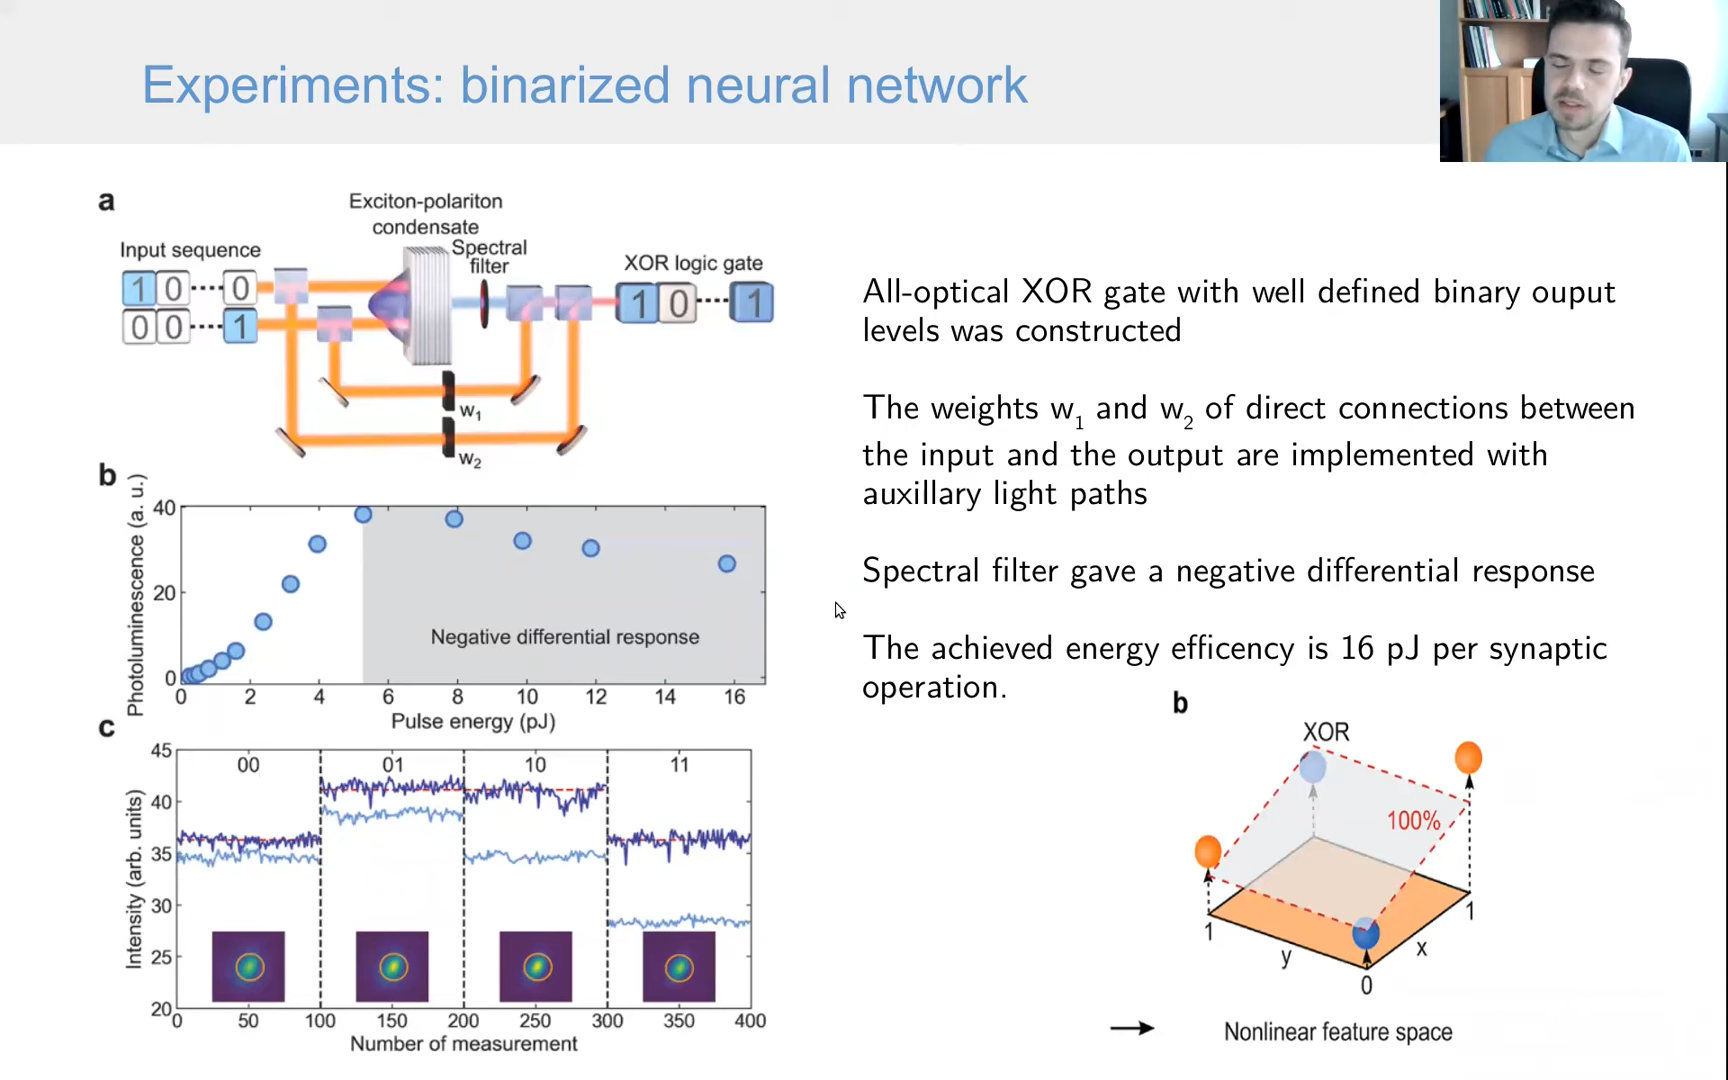 Experiments: binarized neural network
a
Exciton-polariton
condensate
Input sequence
Spectral
filter
XOR logic gate
1 0 0
0 0 1
1 0 1
w1
w2
b
Photoluminescence (a. u.)
40
20
0
Negative differential response
0 2 4 6 8 10 12 14 16
Pulse energy (pJ)
c
Intensity (arb. units)
45
40
35
30
25
20
00 01 10 11
0 50 100 150 200 250 300 350 400
Number of measurement
All-optical XOR gate with well defined binary ouput
levels was constructed
The weights w1 and w2 of direct connections between
the input and the output are implemented with
auxillary light paths
Spectral filter gave a negative differential response
The achieved energy efficency is 16 pJ per synaptic
operation.
b
XOR
100%
1
1
y
x
0
Nonlinear feature space